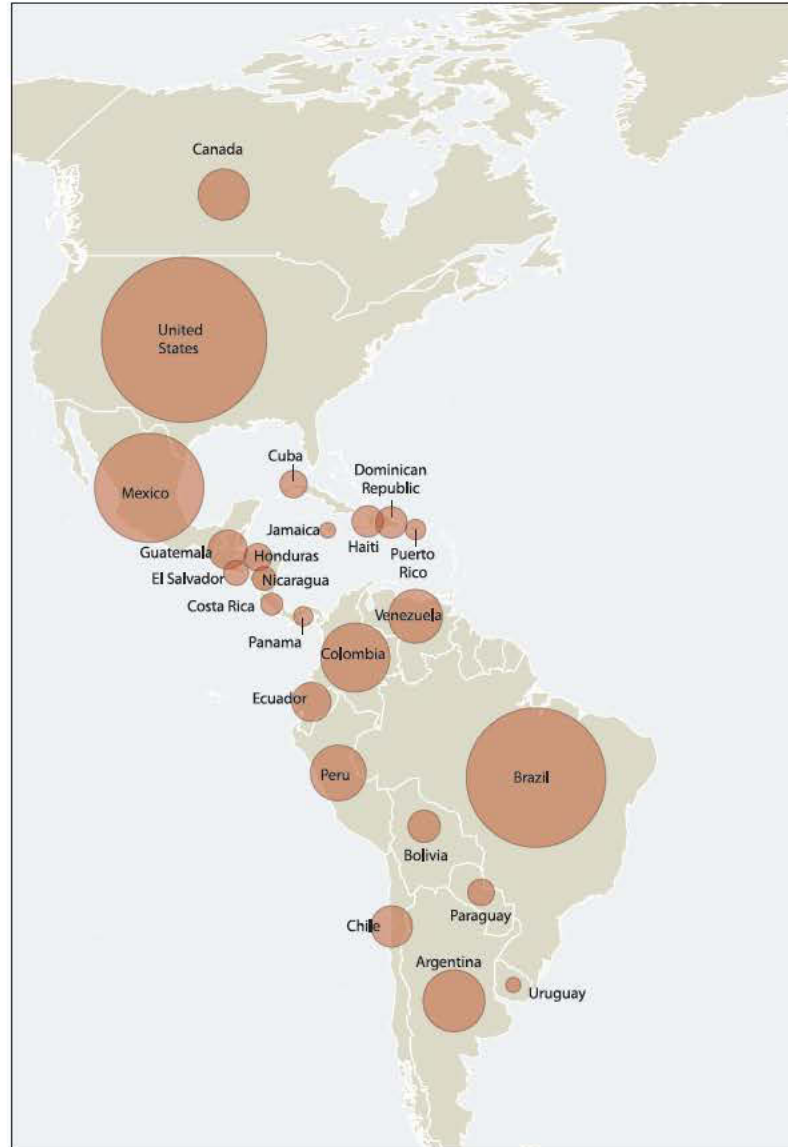 Canada
United
States
Mexico
Cuba
Dominican
Republic
Jamaica
Haiti
Puerto
Rico
Guatemala
Honduras
El Salvador
Nicaragua
Costa Rica
Panama
Venezuela
Colombia
Ecuador
Peru
Brazil
Bolivia
Paraguay
Chile
Argentina
Uruguay